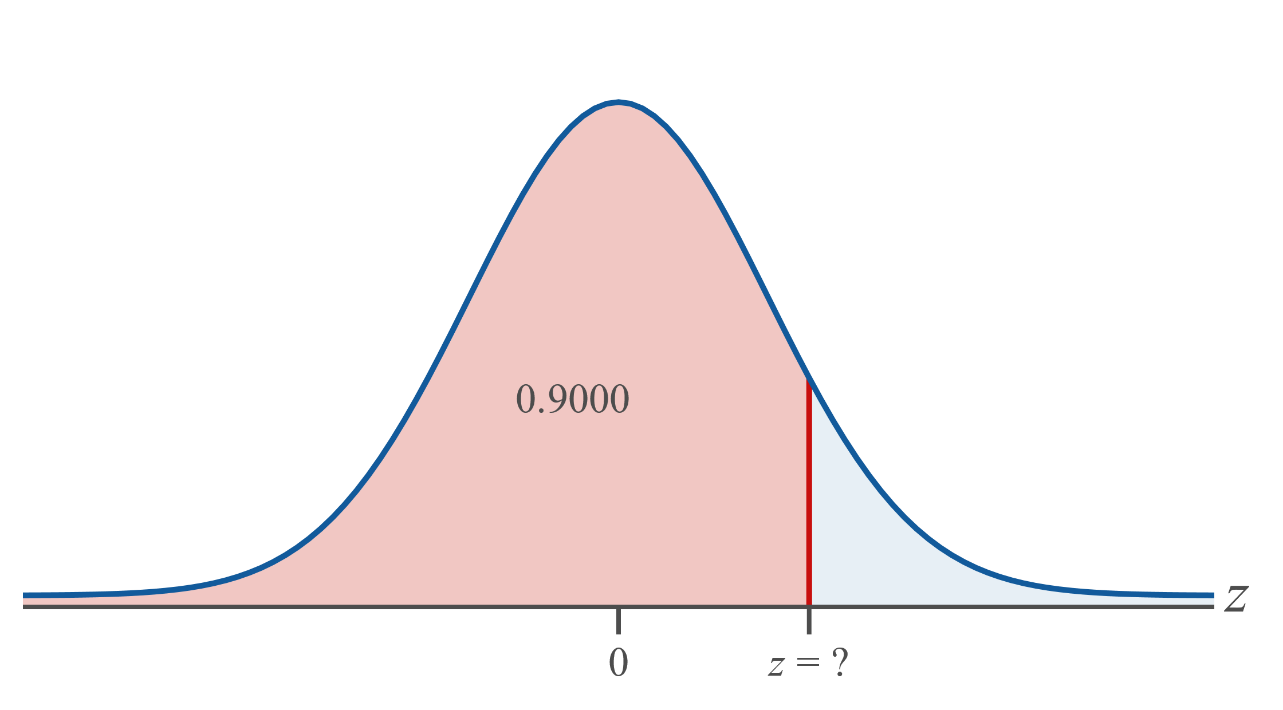 0.9000
z
0
z = ?